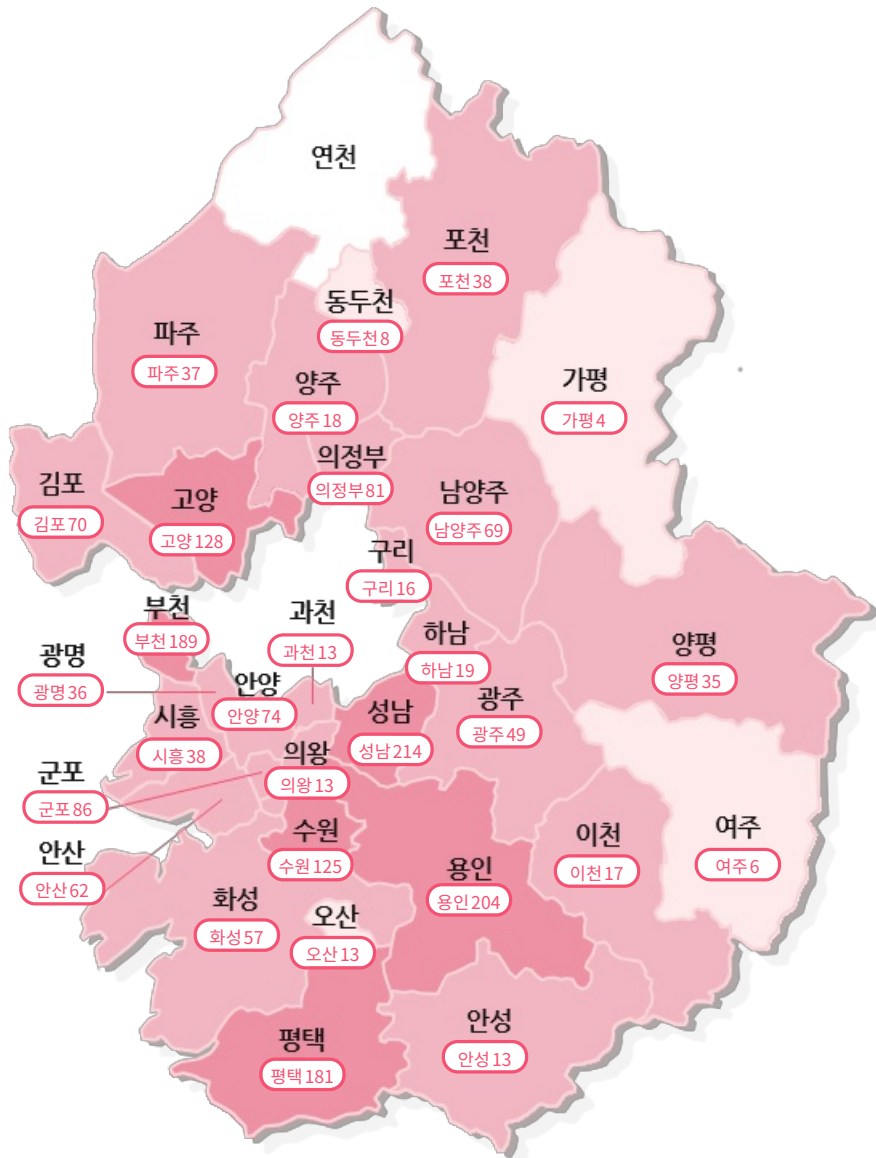 연천
포천
포천 38
동두천
동두천 8
파주
파주 37
가평
가평 4
양주
양주 18
의정부
의정부 81
김포
김포 70
고양
고양 128
남양주
남양주 69
구리
구리 16
부천
부천 189
과천
과천 13
하남
하남 19
양평
양평 35
광명
광명 36
안양
안양 74
시흥
시흥 38
성남
성남 214
광주
광주 49
의왕
의왕 13
군포
군포 86
수원
수원 125
이천
이천 17
여주
여주 6
안산
안산 62
용인
용인 204
화성
화성 57
오산
오산 13
안성
안성 13
평택
평택 181